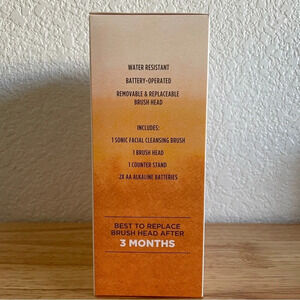 WATER RESISTANT
BATTERY-OPERATED
REMOVABLE & REPLACEABLE
BRUSH HEAD
INCLUDES:
1 SONIC FACIAL CLEANSING BRUSH
1 BRUSH HEAD
1 COUNTER STAND
2X AA ALKALINE BATTERIES
BEST TO REPLACE
BRUSH HEAD AFTER
3 MONTHS